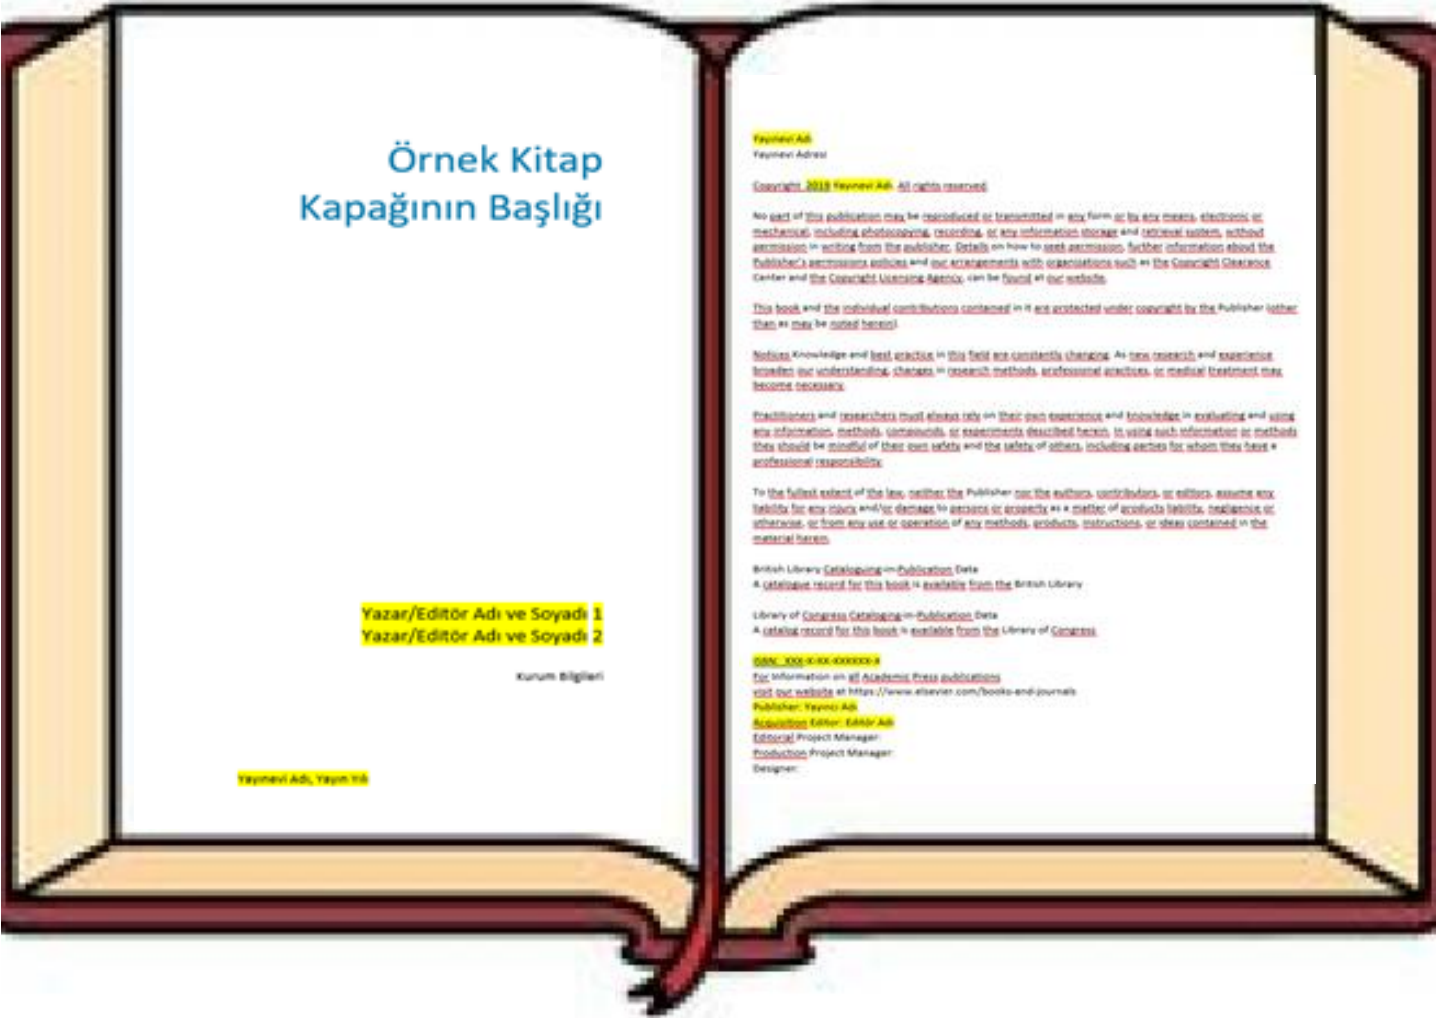 Örnek Kitap
Kapağının Başlığı
Yazar/Editör Adı ve Soyadı 1
Yazar/Editör Adı ve Soyadı 2
Kurum Bilgileri
Yayınevi Adı, Yayın Yılı
Yayınevi Adı
Yayınevi Adresi
Copyright 2019 Yayınevi Adı. All rights reserved.
No part of this publication may be reproduced or transmitted in any form or by any means, electronic or
mechanical, including photocopying, recording, or any information storage and retrieval system, without
permission in writing from the publisher. Details on how to seek permission, further information about the
Publisher's permissions policies and our arrangements with organizations such as the Copyright Clearance
Center and the Copyright Licensing Agency, can be found at our website.
This book and the individual contributions contained in it are protected under copyright by the Publisher (other
than as may be noted herein).
Notices Knowledge and best practice in this field are constantly changing. As new research and experience
broaden our understanding, changes in research methods, professional practices, or medical treatment may
become necessary.
Practitioners and researchers must always rely on their own experience and knowledge in evaluating and using
any information, methods, compounds, or experiments described herein. In using such information or methods
they should be mindful of their own safety and the safety of others, including parties for whom they have a
professional responsibility.
To the fullest extent of the law, neither the Publisher nor the authors, contributors, or editors, assume any
liability for any injury and/or damage to persons or property as a matter of products liability, negligence or
otherwise, or from any use or operation of any methods, products, instructions, or ideas contained in the
material herein.
British Library Cataloguing-in-Publication Data
A catalogue record for this book is available from the British Library
Library of Congress Cataloging-in-Publication Data
A catalog record for this book is available from the Library of Congress
ISBN: XXX-X-XX-XXXXXX-X
For Information on all Academic Press publications
visit our website at https://www.elsevier.com/books-and-journals
Publisher: Yayıncı Adı
Acquisition Editor: Editör Adı
Editorial Project Manager:
Production Project Manager:
Designer: